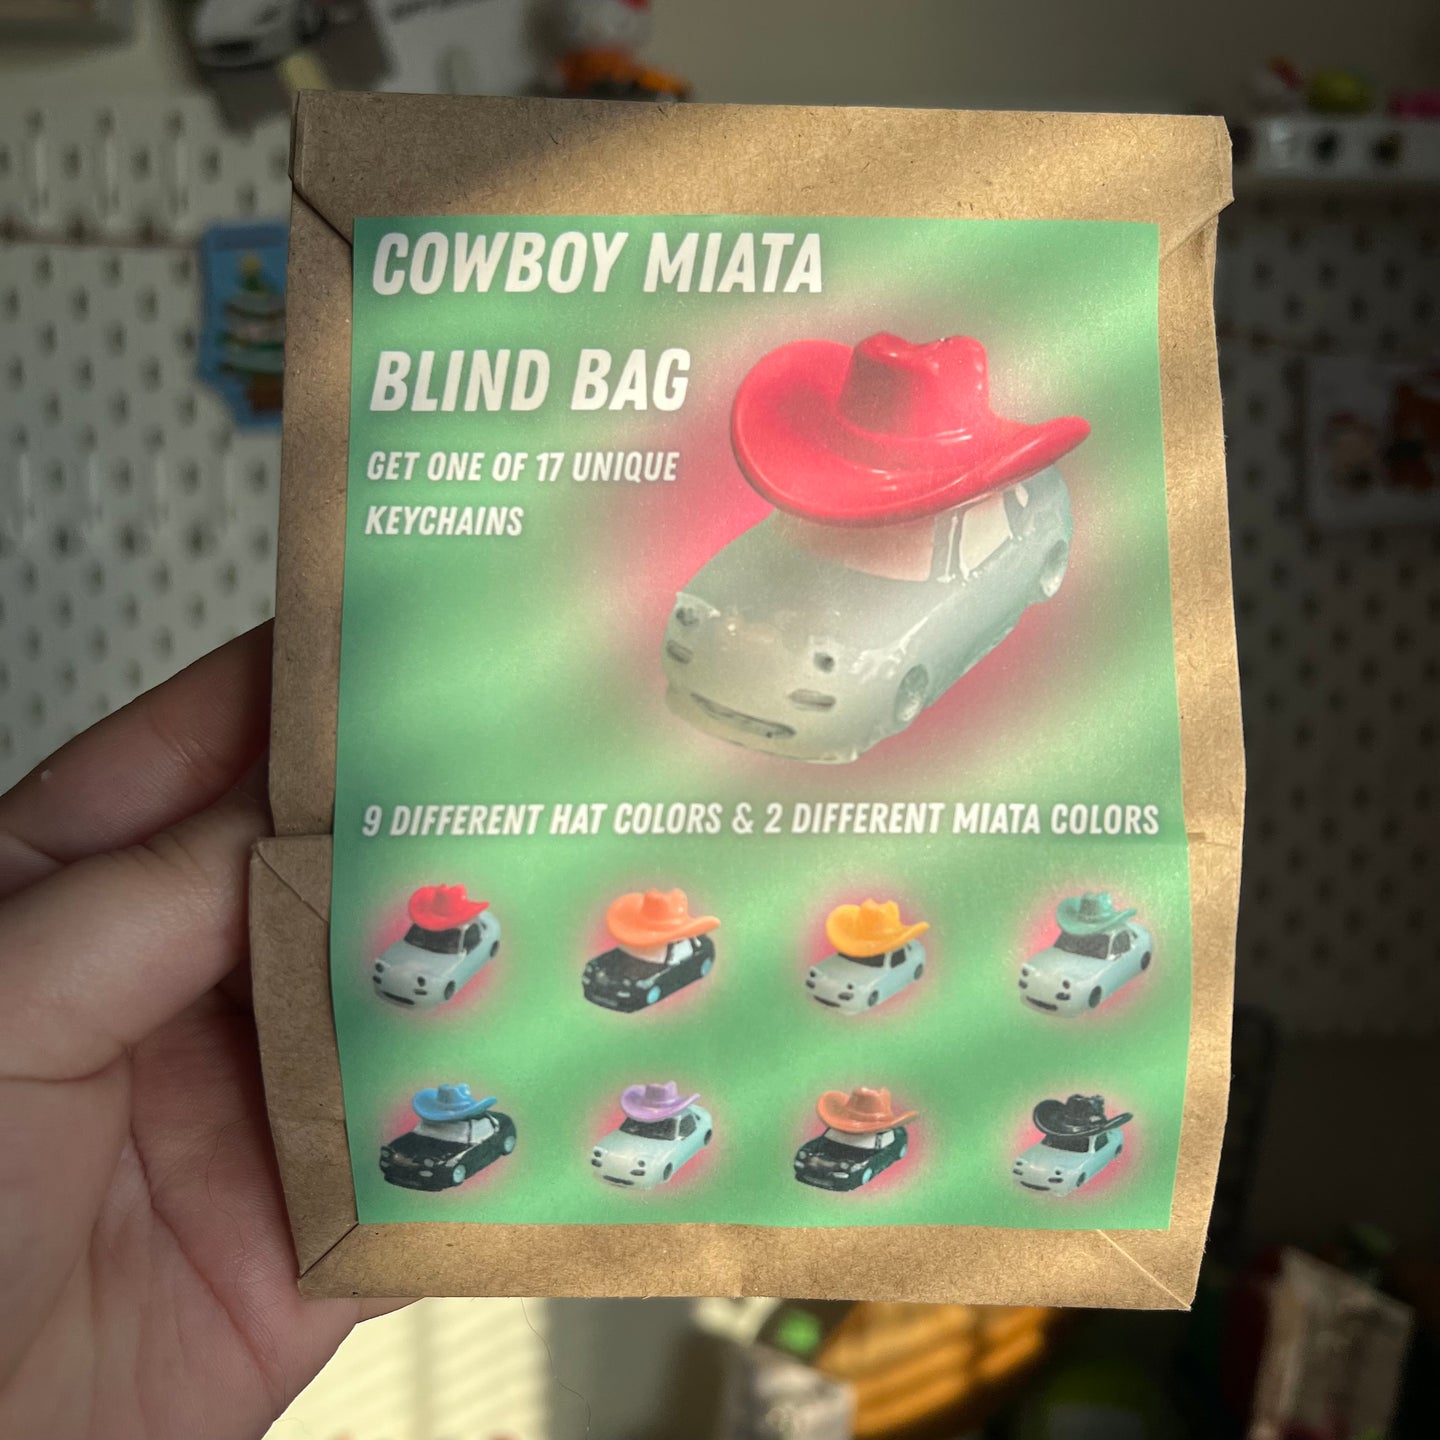 COWBOY MIATA
BLIND BAG
GET ONE OF 17 UNIQUE
KEYCHAINS
9 DIFFERENT HAT COLORS & 2 DIFFERENT MIATA COLORS